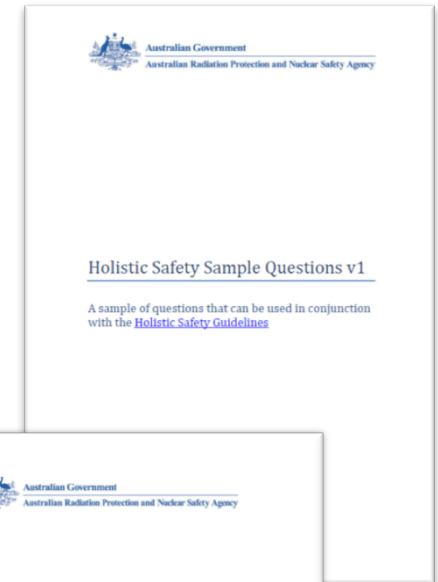 Australian Government
Australian Radiation Protection and Nuclear Safety Agency
Holistic Safety Sample Questions v1
A sample of questions that can be used in conjunction
with the Holistic Safety Guidelines
Australian Government
Australian Radiation Protection and Nuclear Safety Agency